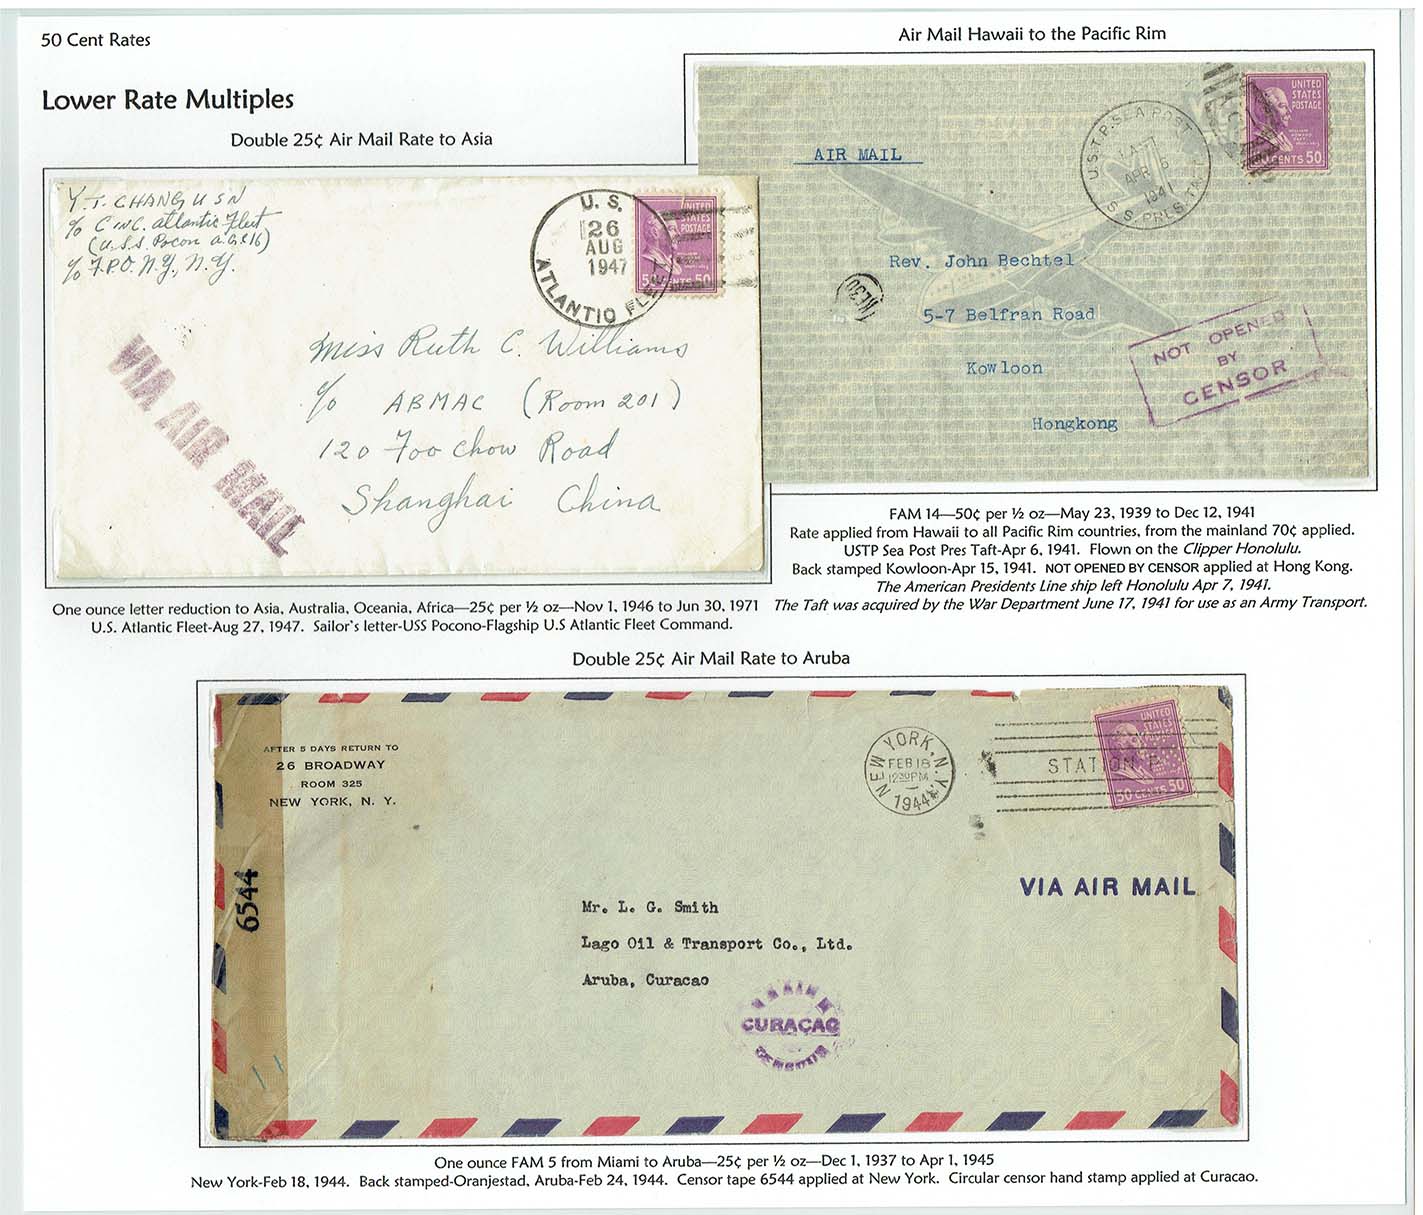 50 Cent Rates
Lower Rate Multiples
Double 25¢ Air Mail Rate to Asia
Y. T. CHANG, U S N
c/o C INC. Atlantic Fleet
(U.S.S. Pocon A.G.C 16)
c/o F.P.O. N.Y., N.Y.
U. S.
26
AUG
1947
ATLANTIC FLEET
UNITED
STATES
POSTAGE
50 CENTS 50
VIA AIR MAIL
Miss Ruth C. Williams
c/o ABMAC (Room 201)
120 Foo Chow Road
Shanghai China
One ounce letter reduction to Asia, Australia, Oceania, Africa—25¢ per ½ oz—Nov 1, 1946 to Jun 30, 1971
U.S. Atlantic Fleet-Aug 27, 1947. Sailor's letter-USS Pocono-Flagship U.S Atlantic Fleet Command.
Air Mail Hawaii to the Pacific Rim
AIR MAIL
U.S.T.P. SEA POST
APR 6
1941
S.S. PRES. TAFT
UNITED
STATES
POSTAGE
WILLIAM
HOWARD
TAFT
50 CENTS 50
Rev. John Bechtel
5-7 Belfran Road
Kowloon
Hongkong
NOT OPENED
BY
CENSOR
FAM 14—50¢ per ½ oz—May 23, 1939 to Dec 12, 1941
Rate applied from Hawaii to all Pacific Rim countries, from the mainland 70¢ applied.
USTP Sea Post Pres Taft-Apr 6, 1941. Flown on the Clipper Honolulu.
Back stamped Kowloon-Apr 15, 1941. NOT OPENED BY CENSOR applied at Hong Kong.
The American Presidents Line ship left Honolulu Apr 7, 1941.
The Taft was acquired by the War Department June 17, 1941 for use as an Army Transport.
Double 25¢ Air Mail Rate to Aruba
AFTER 5 DAYS RETURN TO
26 BROADWAY
ROOM 325
NEW YORK, N. Y.
6544
NEW YORK, N.Y.
FEB 18
12 30 PM
1944
STATION P
UNITED
STATES
50 CENTS 50
VIA AIR MAIL
Mr. L. G. Smith
Lago Oil & Transport Co., Ltd.
Aruba, Curacao
CURAÇAO
CENSOR
One ounce FAM 5 from Miami to Aruba—25¢ per ½ oz—Dec 1, 1937 to Apr 1, 1945
New York-Feb 18, 1944. Back stamped-Oranjestad, Aruba-Feb 24, 1944. Censor tape 6544 applied at New York. Circular censor hand stamp applied at Curacao.